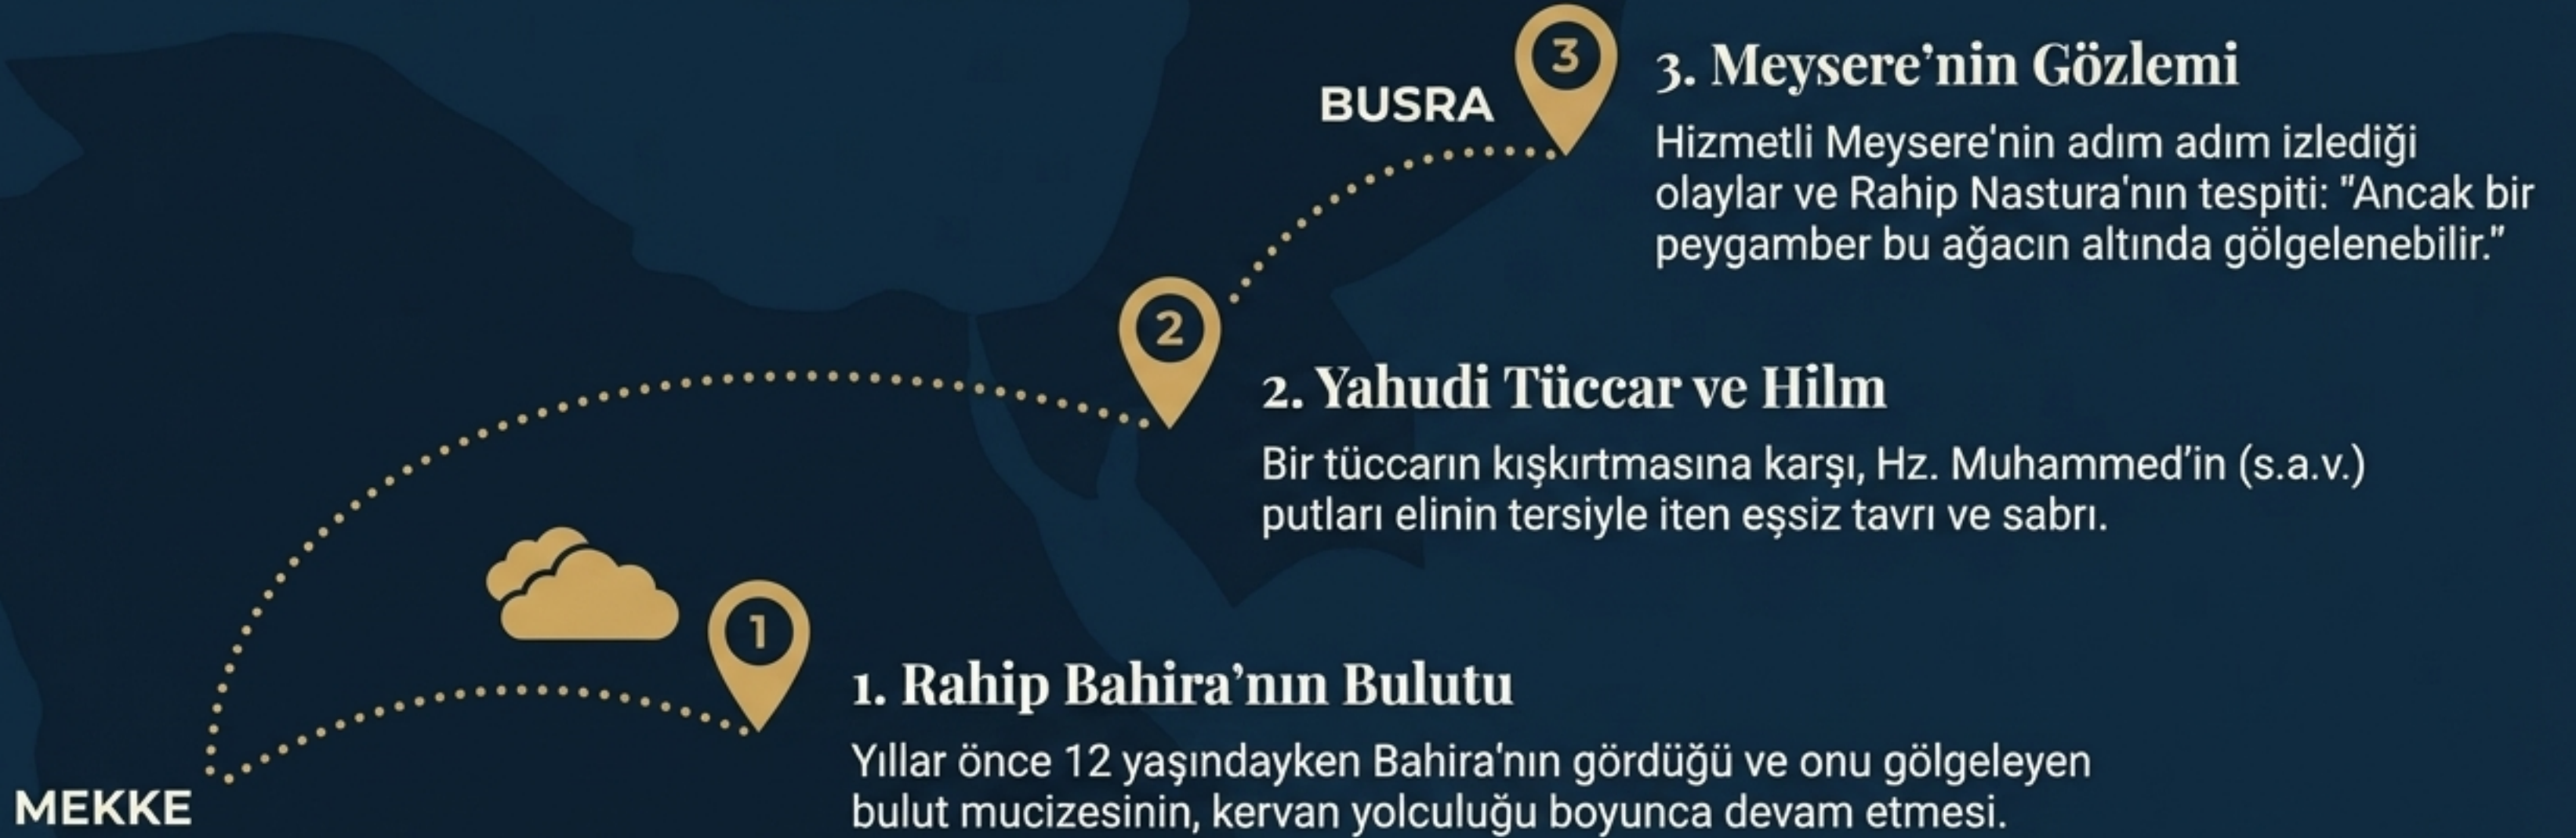 3
BUSRA
3. Meysere’nin Gözlemi
Hizmetli Meysere'nin adım adım izlediği
olaylar ve Rahip Nastura'nın tespiti: "Ancak bir
peygamber bu ağacın altında gölgelenebilir."
2
2. Yahudi Tüccar ve Hilm
Bir tüccarın kışkırtmasına karşı, Hz. Muhammed’in (s.a.v.)
putları elinin tersiyle iten eşsiz tavrı ve sabrı.
1
1. Rahip Bahira’nın Bulutu
Yıllar önce 12 yaşındayken Bahira'nın gördüğü ve onu gölgeleyen
bulut mucizesinin, kervan yolculuğu boyunca devam etmesi.
MEKKE